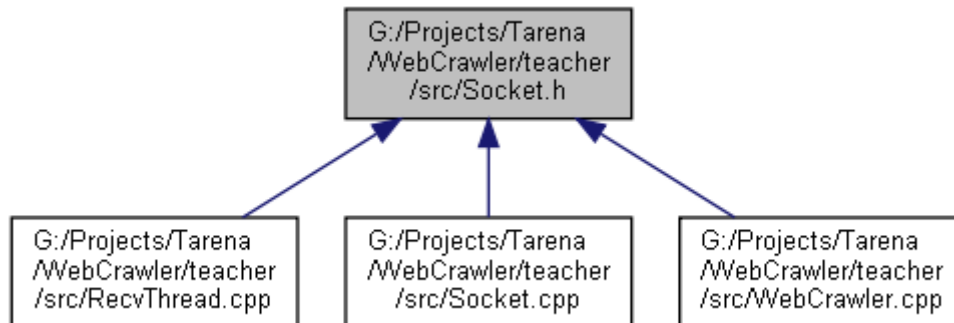 G:/Projects/Tarena
/WebCrawler/teacher
/src/Socket.h
G:/Projects/Tarena
/WebCrawler/teacher
/src/RecvThread.cpp
G:/Projects/Tarena
/WebCrawler/teacher
/src/Socket.cpp
G:/Projects/Tarena
/WebCrawler/teacher
/src/WebCrawler.cpp